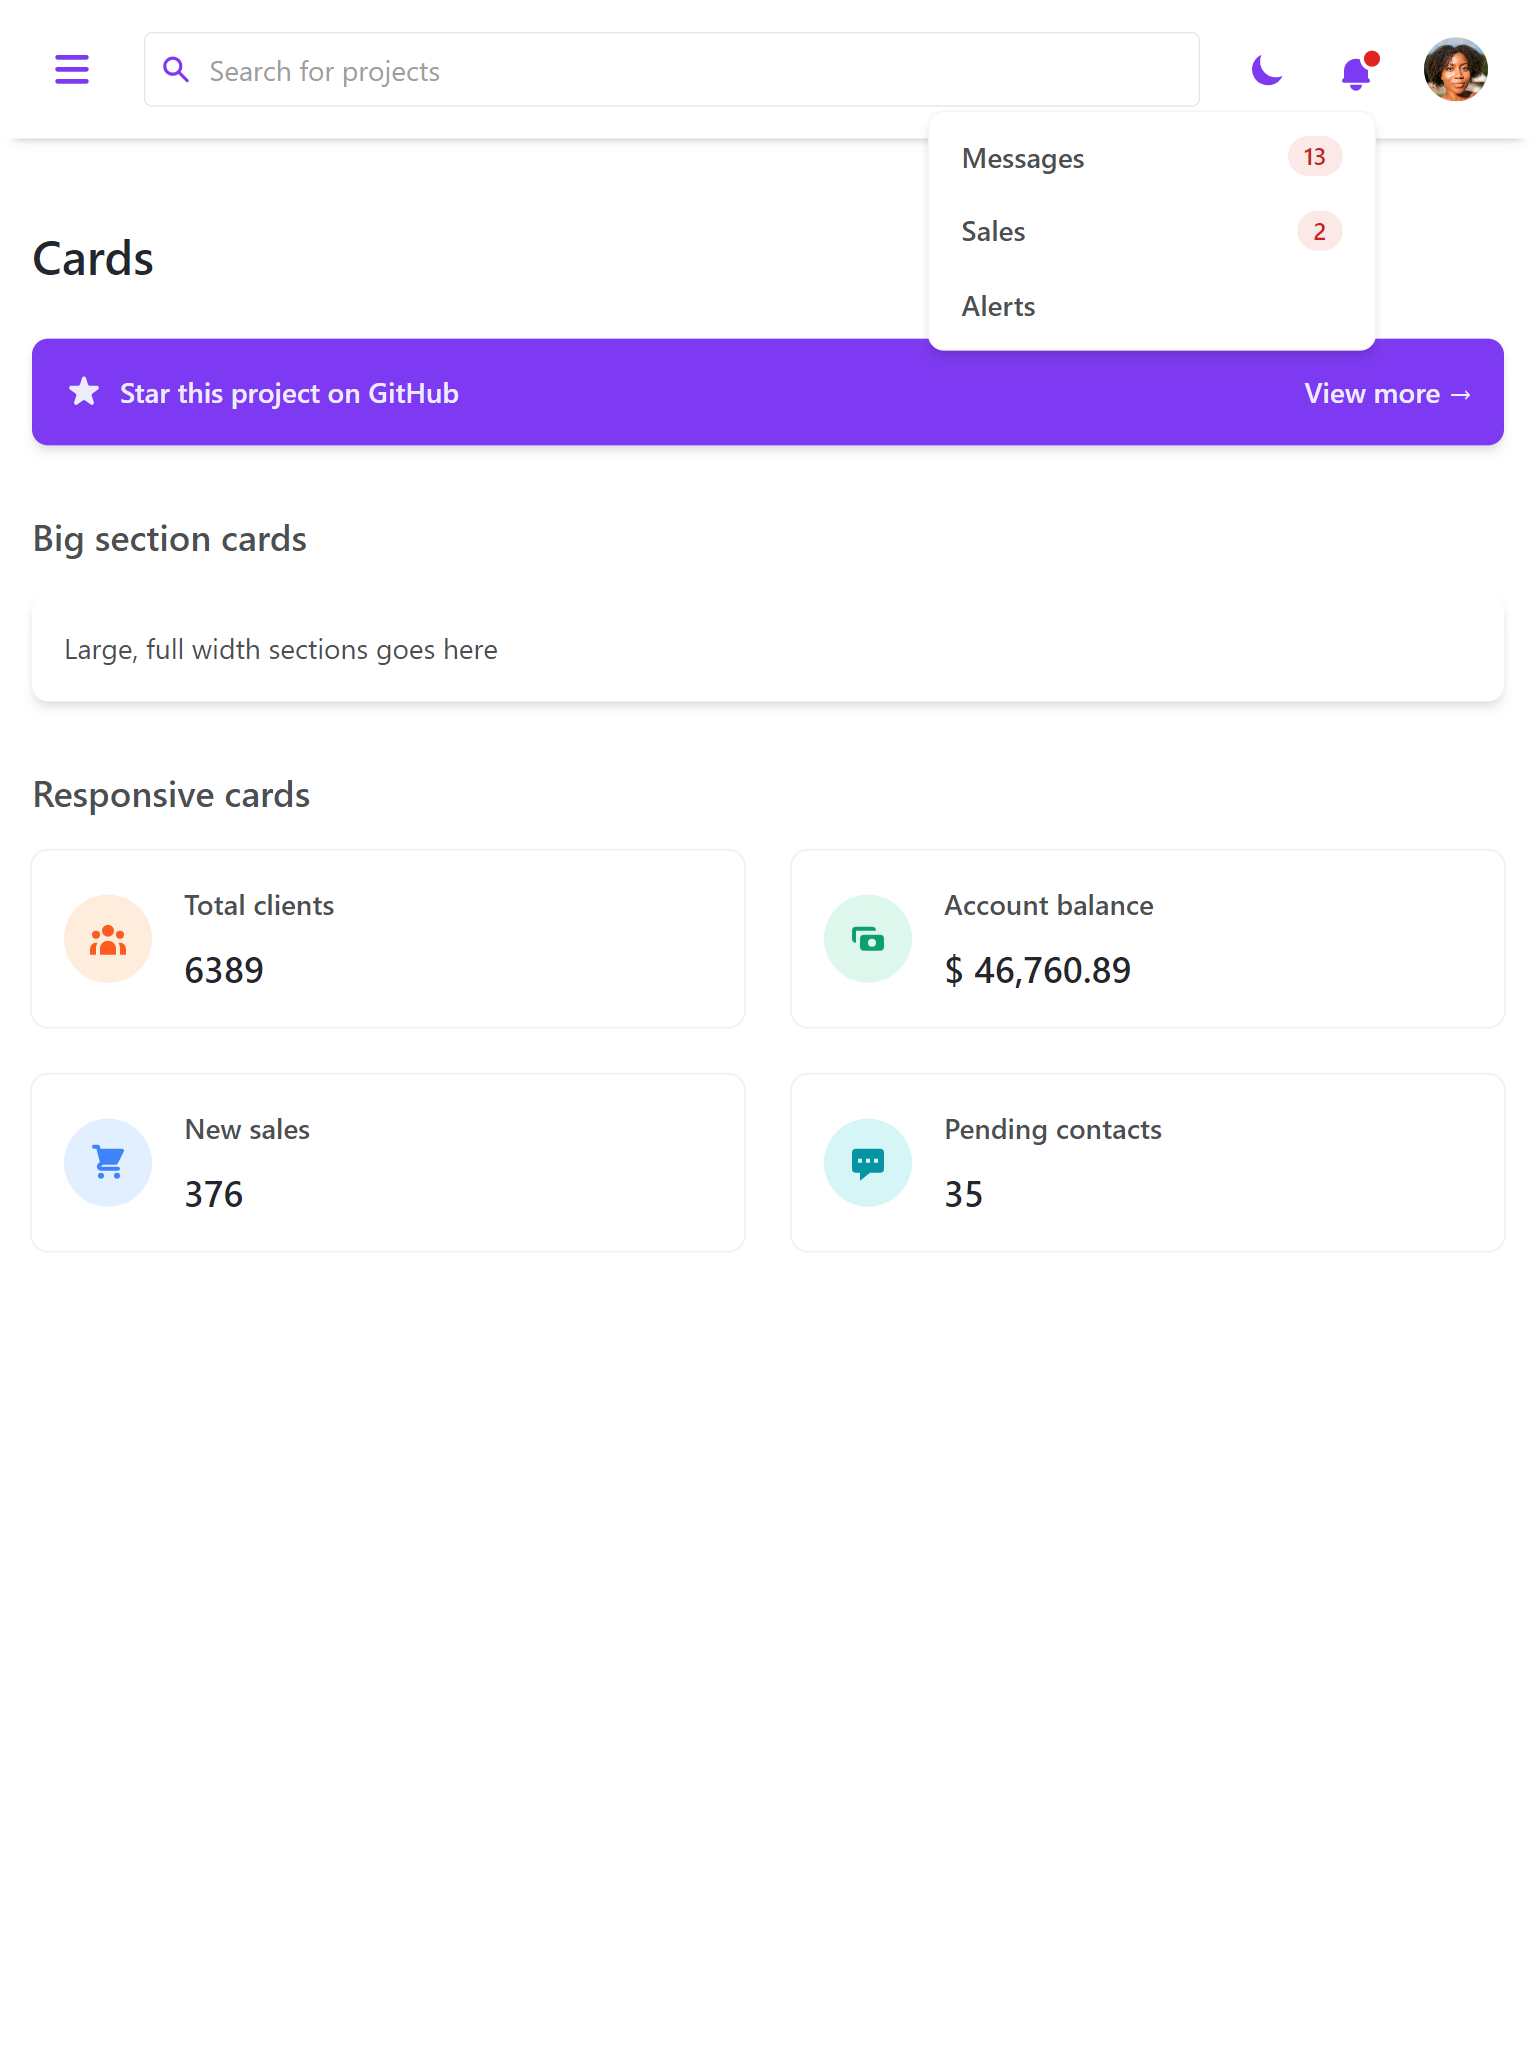 Search for projects
Messages 13
Sales 2
Alerts
Cards
Star this project on GitHub View more →
Big section cards
Large, full width sections goes here
Responsive cards
Total clients
6389
Account balance
$ 46,760.89
New sales
376
Pending contacts
35